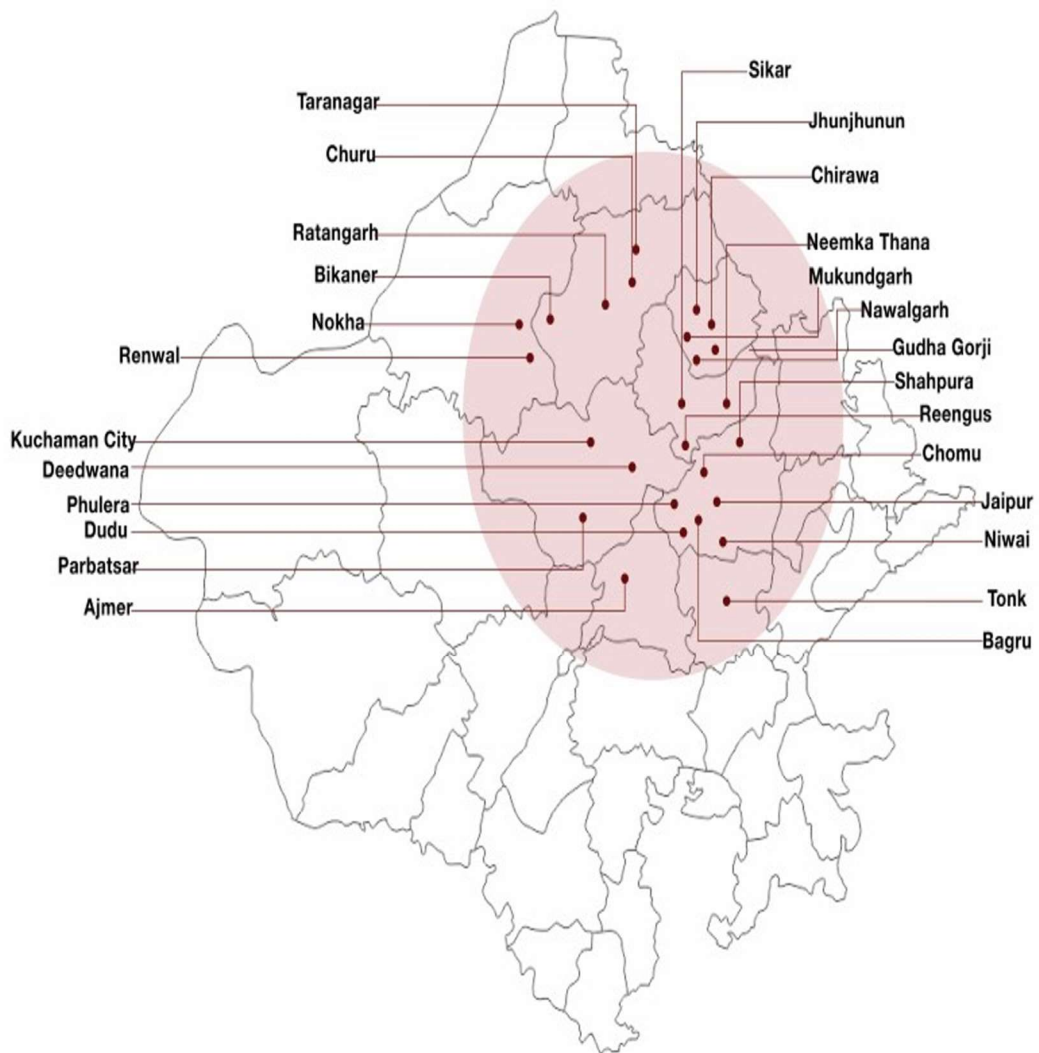 Taranagar
Churu
Ratangarh
Bikaner
Nokha
Renwal
Kuchaman City
Deedwana
Phulera
Dudu
Parbatsar
Ajmer
Sikar
Jhunjhunun
Chirawa
Neemka Thana
Mukundgarh
Nawalgarh
Gudha Gorji
Shahpura
Reengus
Chomu
Jaipur
Niwai
Tonk
Bagru